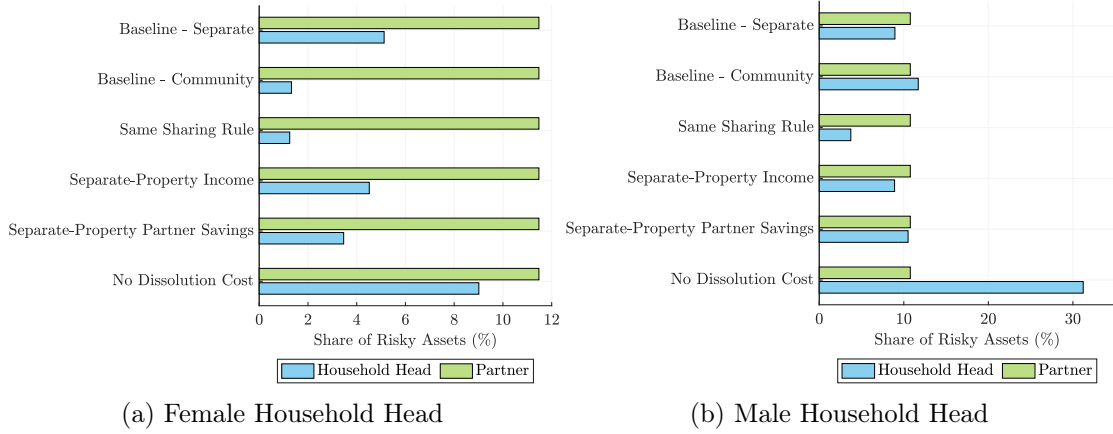 Baseline - Separate
Baseline - Community
Same Sharing Rule
Separate-Property Income
Separate-Property Partner Savings
No Dissolution Cost
0 2 4 6 8 10 12
Share of Risky Assets (%)
Household Head Partner
(a) Female Household Head
Baseline - Separate
Baseline - Community
Same Sharing Rule
Separate-Property Income
Separate-Property Partner Savings
No Dissolution Cost
0 10 20 30
Share of Risky Assets (%)
Household Head Partner
(b) Male Household Head